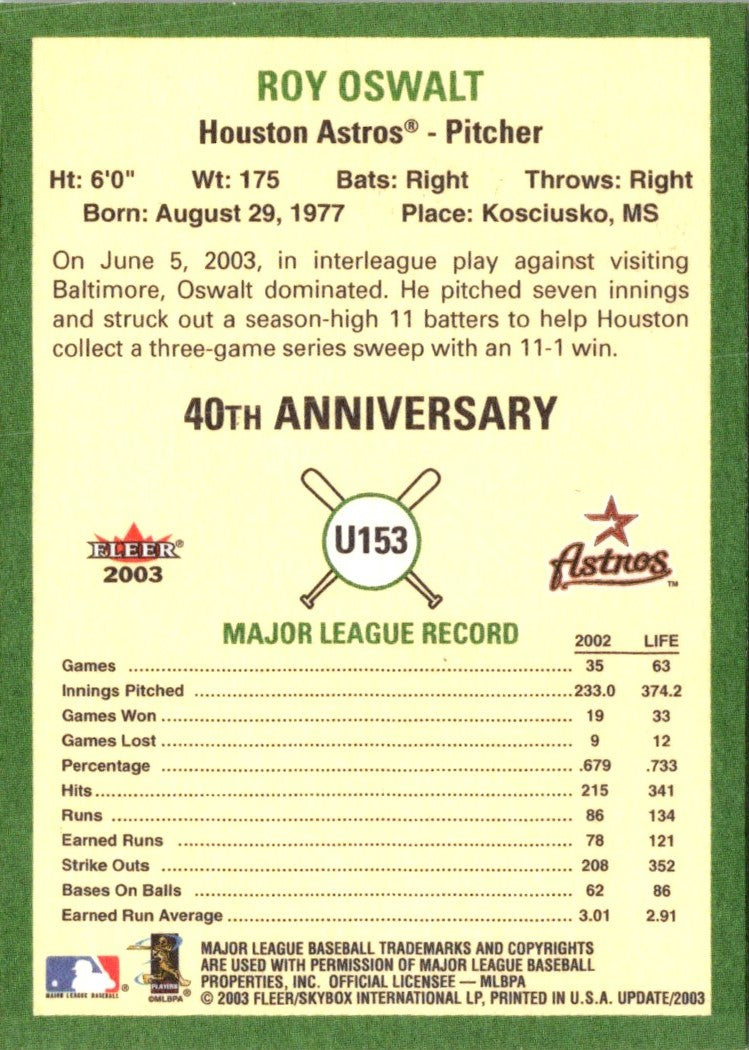 ROY OSWALT
Houston Astros® - Pitcher
Ht: 6'0" Wt: 175 Bats: Right Throws: Right
Born: August 29, 1977 Place: Kosciusko, MS
On June 5, 2003, in interleague play against visiting
Baltimore, Oswalt dominated. He pitched seven innings
and struck out a season-high 11 batters to help Houston
collect a three-game series sweep with an 11-1 win.
40TH ANNIVERSARY
U153
FLEER®
2003
Astros™
MAJOR LEAGUE RECORD 2002 LIFE
Games 35 63
Innings Pitched 233.0 374.2
Games Won 19 33
Games Lost 9 12
Percentage .679 .733
Hits 215 341
Runs 86 134
Earned Runs 78 121
Strike Outs 208 352
Bases On Balls 62 86
Earned Run Average 3.01 2.91
MAJOR LEAGUE BASEBALL®
PLAYERS
©MLBPA®
MAJOR LEAGUE BASEBALL TRADEMARKS AND COPYRIGHTS
ARE USED WITH PERMISSION OF MAJOR LEAGUE BASEBALL
PROPERTIES, INC. OFFICIAL LICENSEE — MLBPA
© 2003 FLEER/SKYBOX INTERNATIONAL LP, PRINTED IN U.S.A. UPDATE/2003